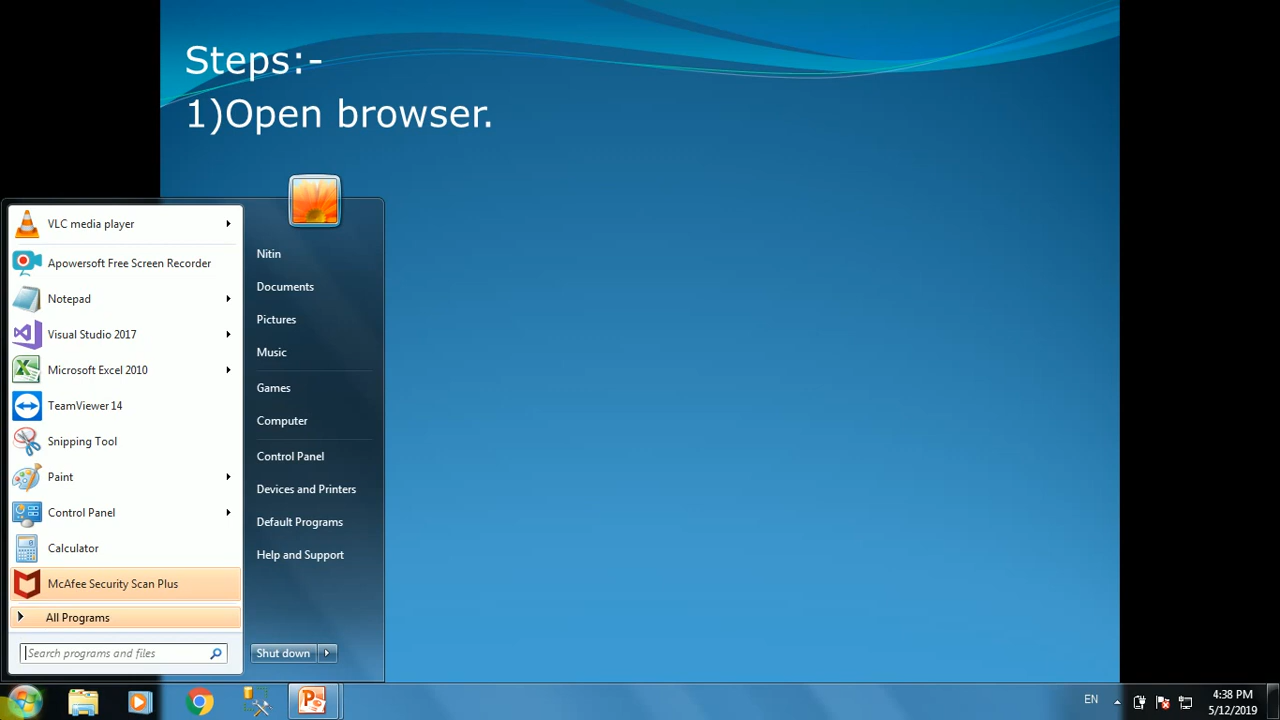 Steps:-
1)Open browser.
VLC media player
Apowersoft Free Screen Recorder
Notepad
Visual Studio 2017
Microsoft Excel 2010
TeamViewer 14
Snipping Tool
Paint
Control Panel
Calculator
McAfee Security Scan Plus
All Programs
Search programs and files
Nitin
Documents
Pictures
Music
Games
Computer
Control Panel
Devices and Printers
Default Programs
Help and Support
Shut down
EN
4:38 PM
5/12/2019